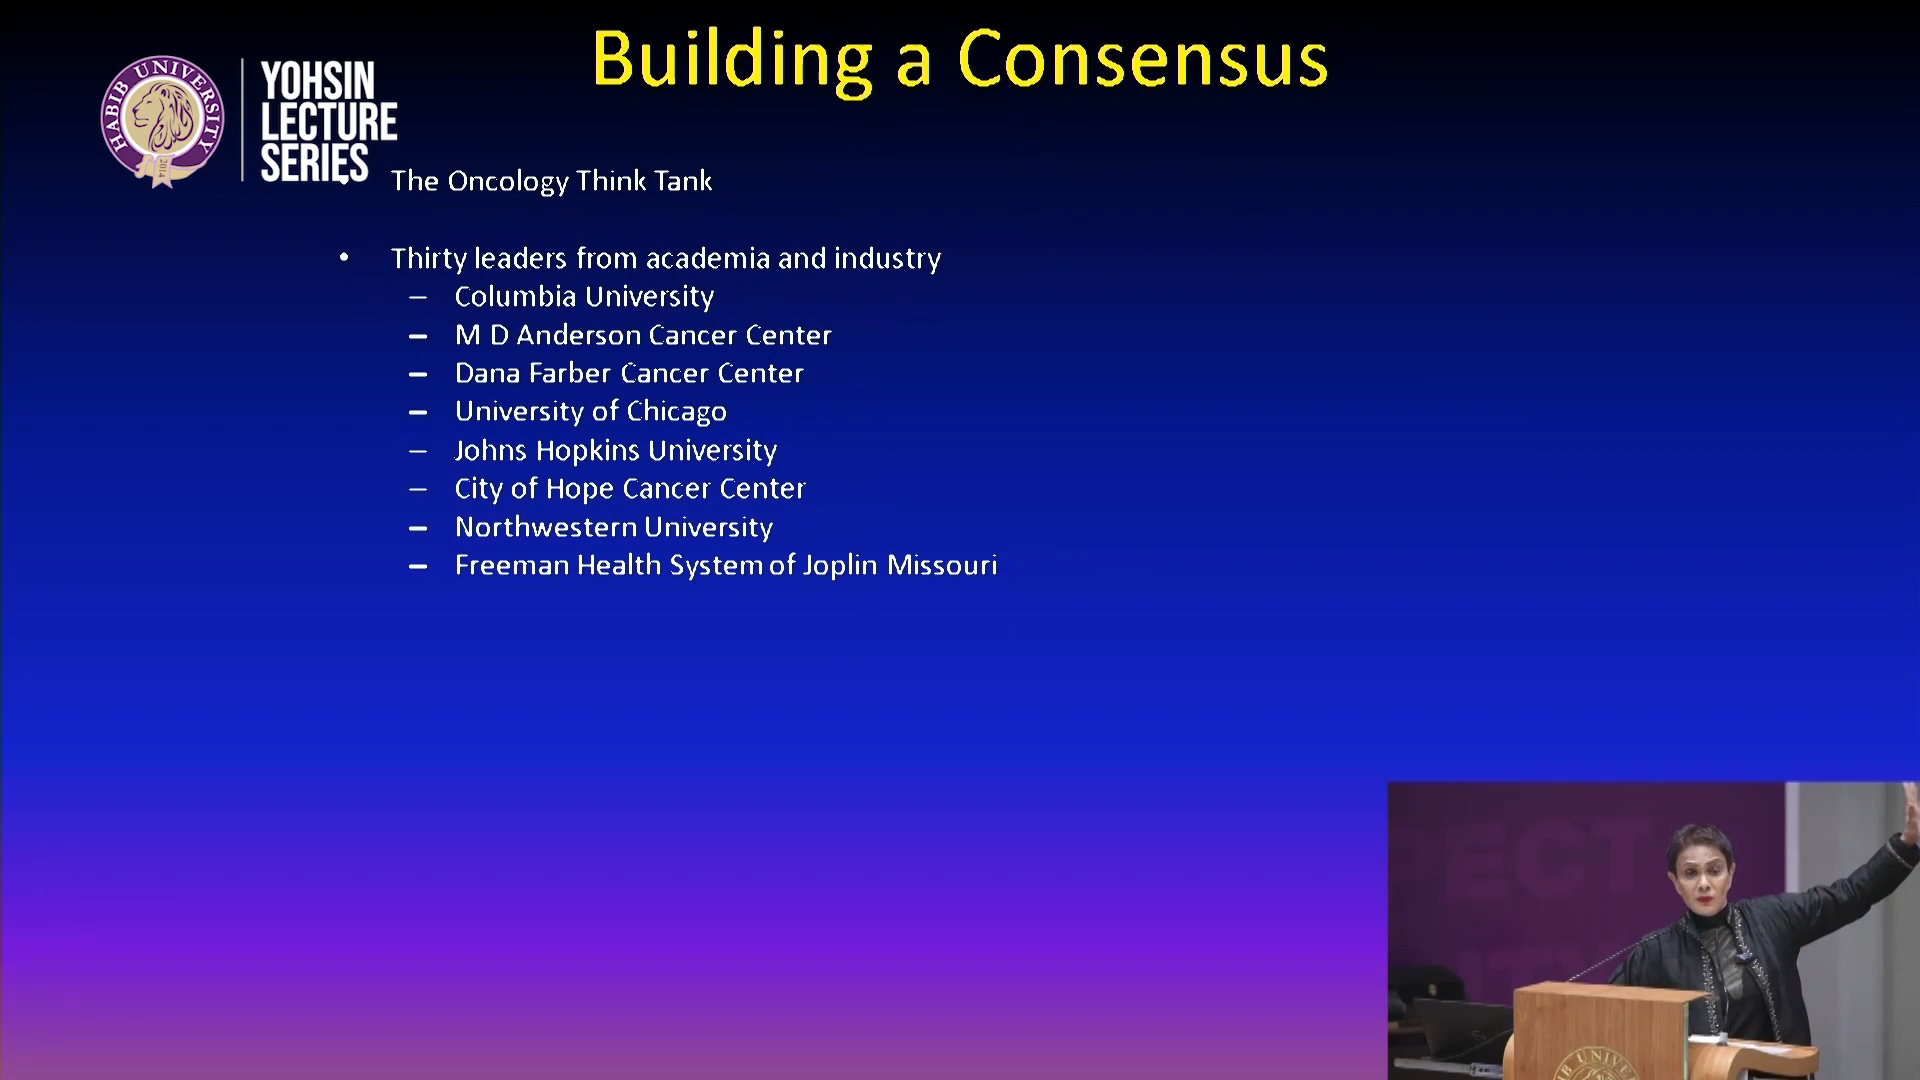 Building a Consensus
HABIB UNIVERSITY
2014
YOHSIN
LECTURE
SERIES
• The Oncology Think Tank
• Thirty leaders from academia and industry
– Columbia University
– M D Anderson Cancer Center
– Dana Farber Cancer Center
– University of Chicago
– Johns Hopkins University
– City of Hope Cancer Center
– Northwestern University
– Freeman Health System of Joplin Missouri
PECT